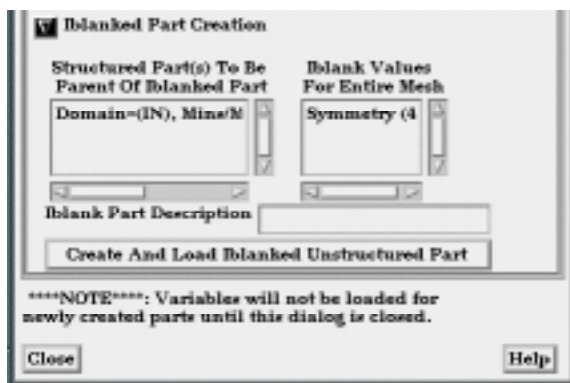 Iblanked Part Creation
Structured Part(s) To Be
Parent Of Iblanked Part
Iblank Values
For Entire Mesh
Domain=(IN), Mins/M
Symmetry (4
Iblank Part Description
Create And Load Iblanked Unstructured Part
****NOTE****: Variables will not be loaded for
newly created parts until this dialog is closed.
Close
Help